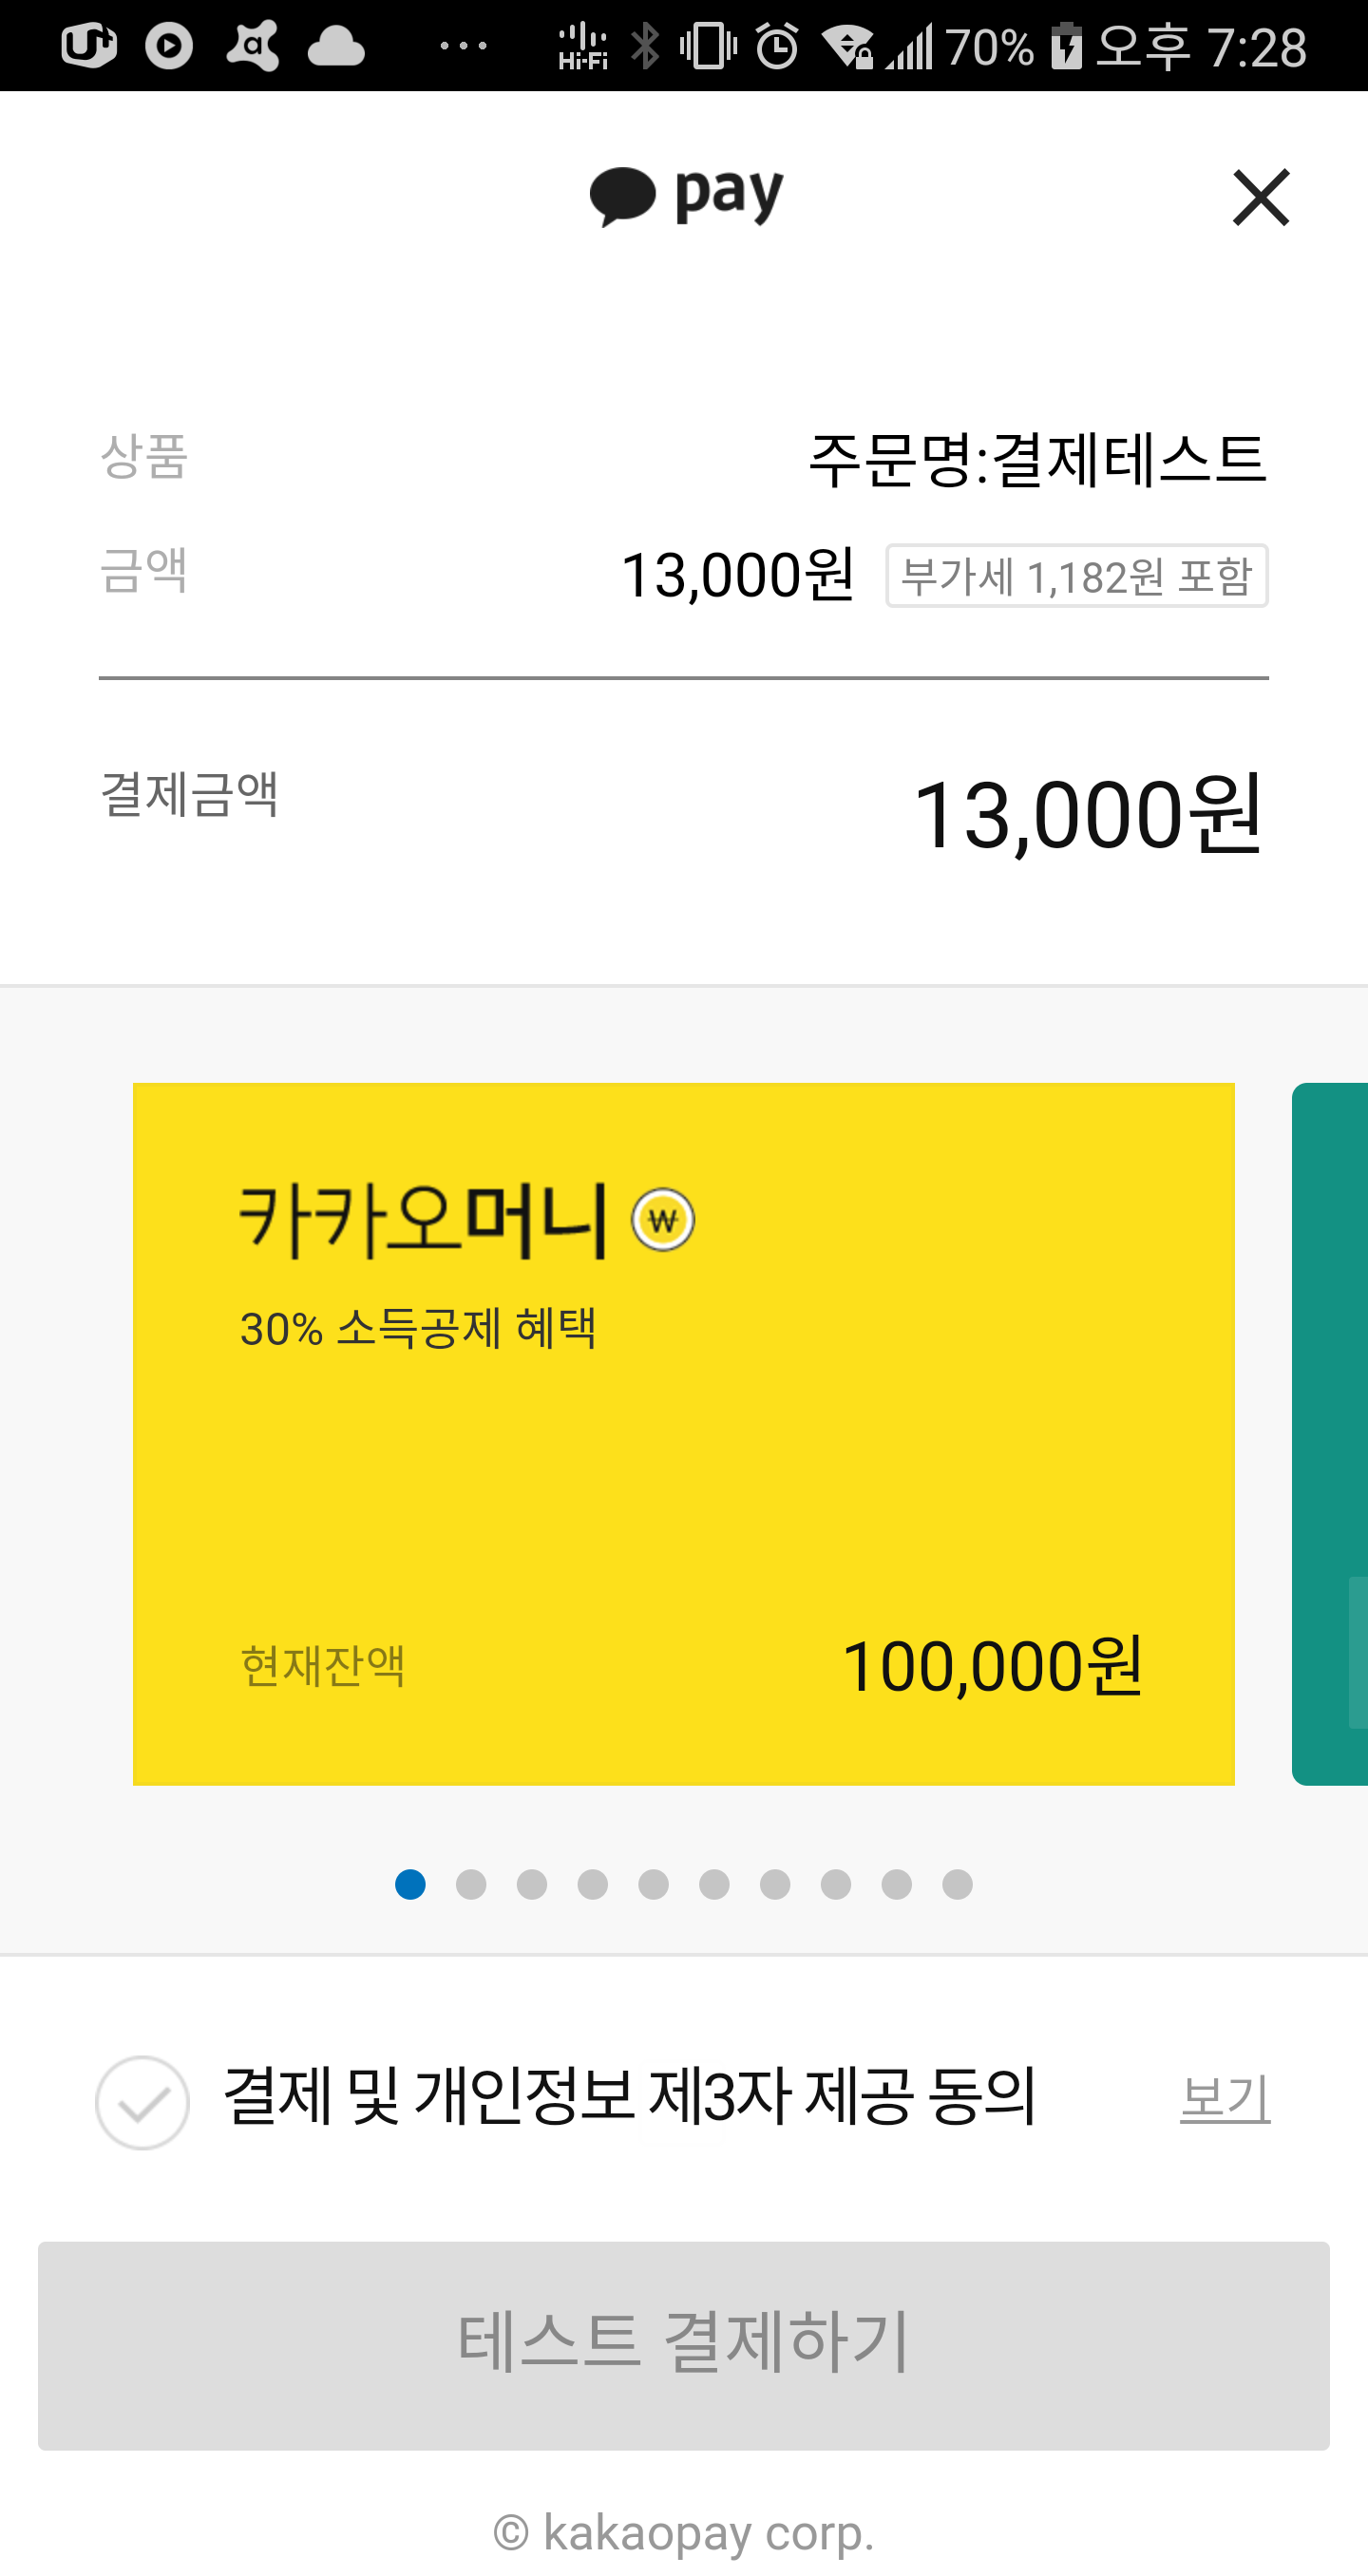 U+ Hi-Fi 70% 오후 7:28
pay
상품 주문명:결제테스트
금액 13,000원 부가세 1,182원 포함
결제금액 13,000원
카카오머니 ₩
30% 소득공제 혜택
현재잔액 100,000원
결제 및 개인정보 제3자 제공 동의 보기
테스트 결제하기
© kakaopay corp.